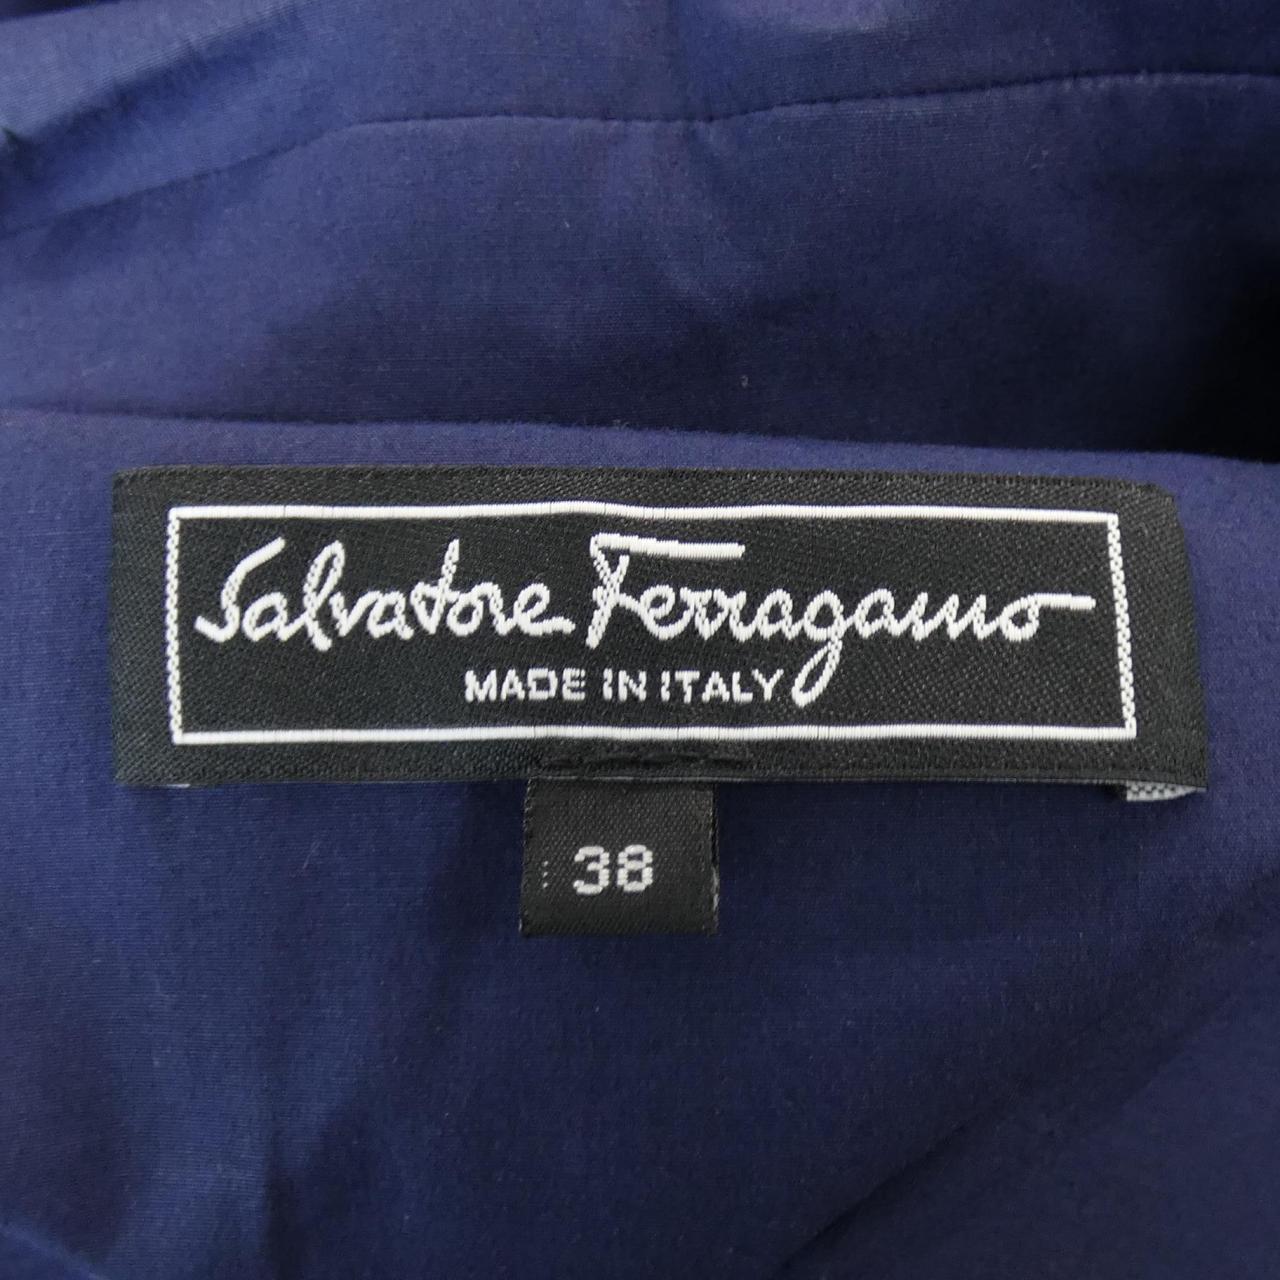 Salvatore Ferragamo
MADE IN ITALY
38